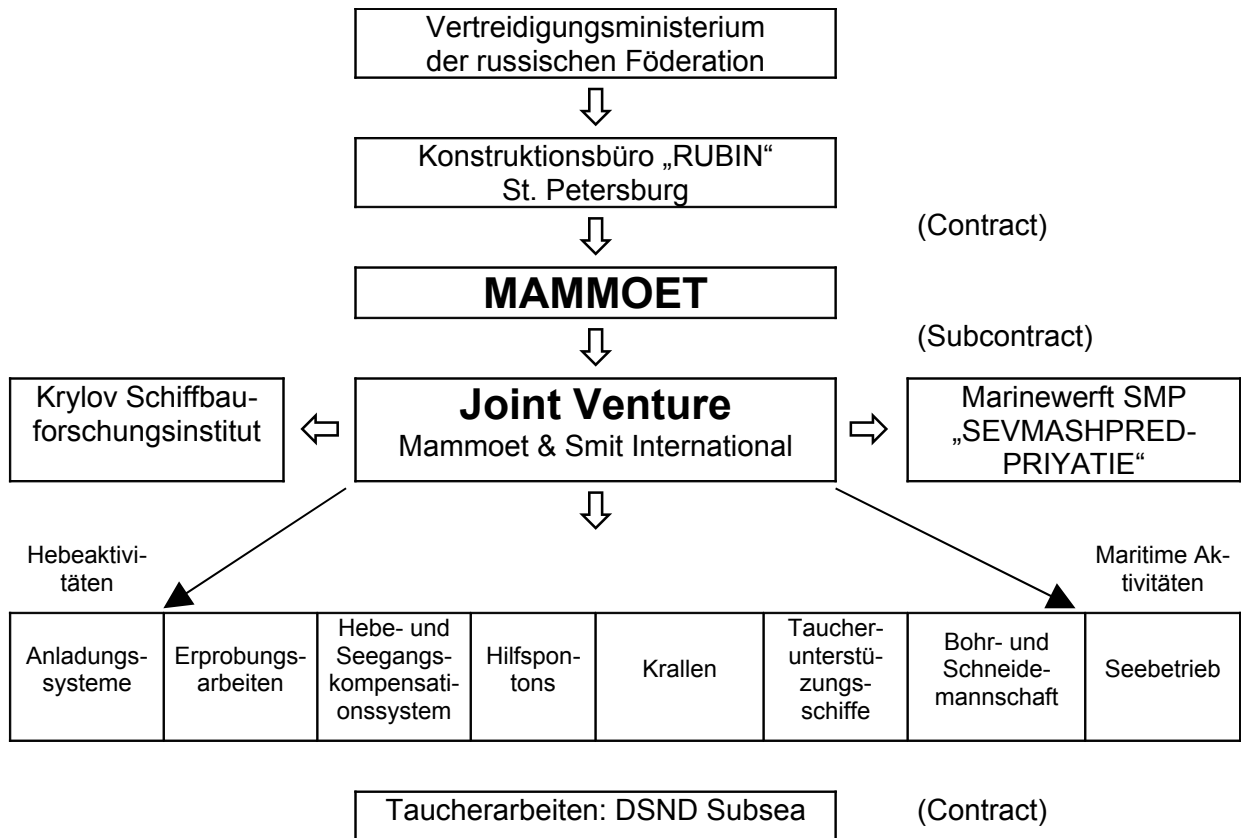 Vertreidigungsministerium
der russischen Föderation
Konstruktionsbüro „RUBIN“
St. Petersburg
(Contract)
MAMMOET
(Subcontract)
Krylov Schiffbau-
forschungsinstitut
Joint Venture
Mammoet & Smit International
Marinewerft SMP
„SEVMASHPRED-
PRIYATIE“
Hebeaktivi-
täten
Maritime Ak-
tivitäten
Anladungs-
systeme
Erprobungs-
arbeiten
Hebe- und
Seegangs-
kompensati-
onssystem
Hilfspon-
tons
Krallen
Taucher-
unterstü-
zungs-
schiffe
Bohr- und
Schneide-
mannschaft
Seebetrieb
Taucherarbeiten: DSND Subsea
(Contract)